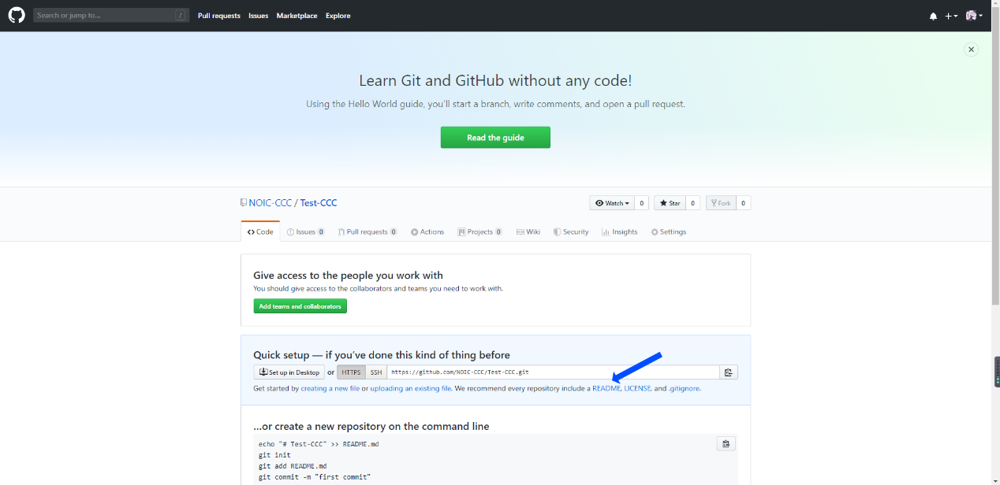 Search or jump to... /
Pull requests Issues Marketplace Explore
Learn Git and GitHub without any code!
Using the Hello World guide, you'll start a branch, write comments, and open a pull request.
Read the guide
NOIC-CCC / Test-CCC
Watch 0 Star 0 Fork 0
Code Issues 0 Pull requests 0 Actions Projects 0 Wiki Security Insights Settings
Give access to the people you work with
You should give access to the collaborators and teams you need to work with.
Add teams and collaborators
Quick setup — if you've done this kind of thing before
Set up in Desktop or HTTPS SSH https://github.com/NOIC-CCC/Test-CCC.git
Get started by creating a new file or uploading an existing file. We recommend every repository include a README, LICENSE, and .gitignore.
...or create a new repository on the command line
echo "# Test-CCC" >> README.md
git init
git add README.md
git commit -m "first commit"